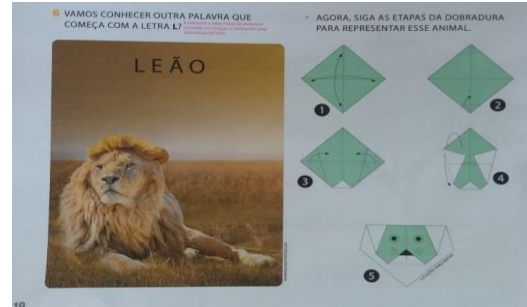 6 VAMOS CONHECER OUTRA PALAVRA QUE
COMEÇA COM A LETRA L?
LEÃO
• AGORA, SIGA AS ETAPAS DA DOBRADURA
PARA REPRESENTAR ESSE ANIMAL.
1
2
3
4
5